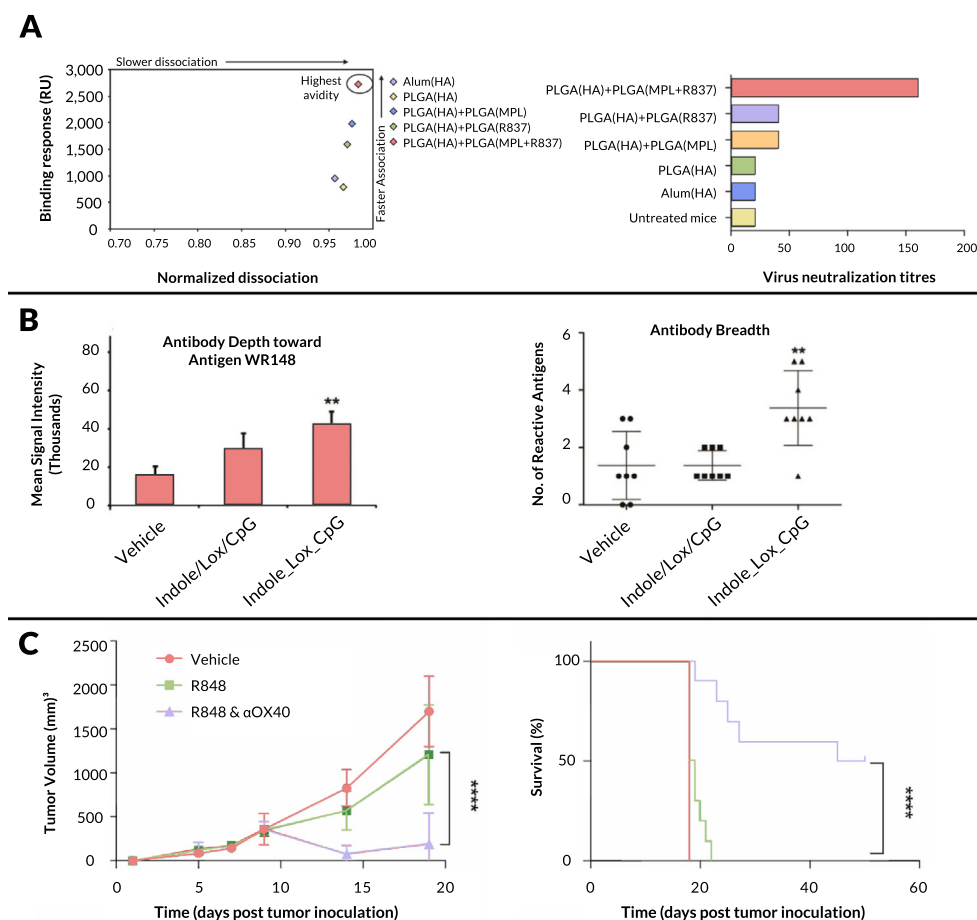 A
Slower dissociation
Binding response (RU)
3,000
2,500
2,000
1,500
1,000
500
0
Highest
avidity
Faster Association
0.70
0.75
0.80
0.85
0.90
0.95
1.00
Normalized dissociation
Alum(HA)
PLGA(HA)
PLGA(HA)+PLGA(MPL)
PLGA(HA)+PLGA(R837)
PLGA(HA)+PLGA(MPL+R837)
PLGA(HA)+PLGA(MPL+R837)
PLGA(HA)+PLGA(R837)
PLGA(HA)+PLGA(MPL)
PLGA(HA)
Alum(HA)
Untreated mice
0
50
100
150
200
Virus neutralization titres
B
Antibody Depth toward
Antigen WR148
Mean Signal Intensity
(Thousands)
80
60
40
20
0
**
Vehicle
Indole/Lox/CpG
Indole_Lox_CpG
Antibody Breadth
No. of Reactive Antigens
6
4
2
0
**
Vehicle
Indole/Lox/CpG
Indole_Lox_CpG
C
Tumor Volume (mm)³
2500
2000
1500
1000
500
0
Vehicle
R848
R848 & αOX40
****
0
5
10
15
20
Time (days post tumor inoculation)
Survival (%)
100
50
0
****
0
20
40
60
Time (days post tumor inoculation)